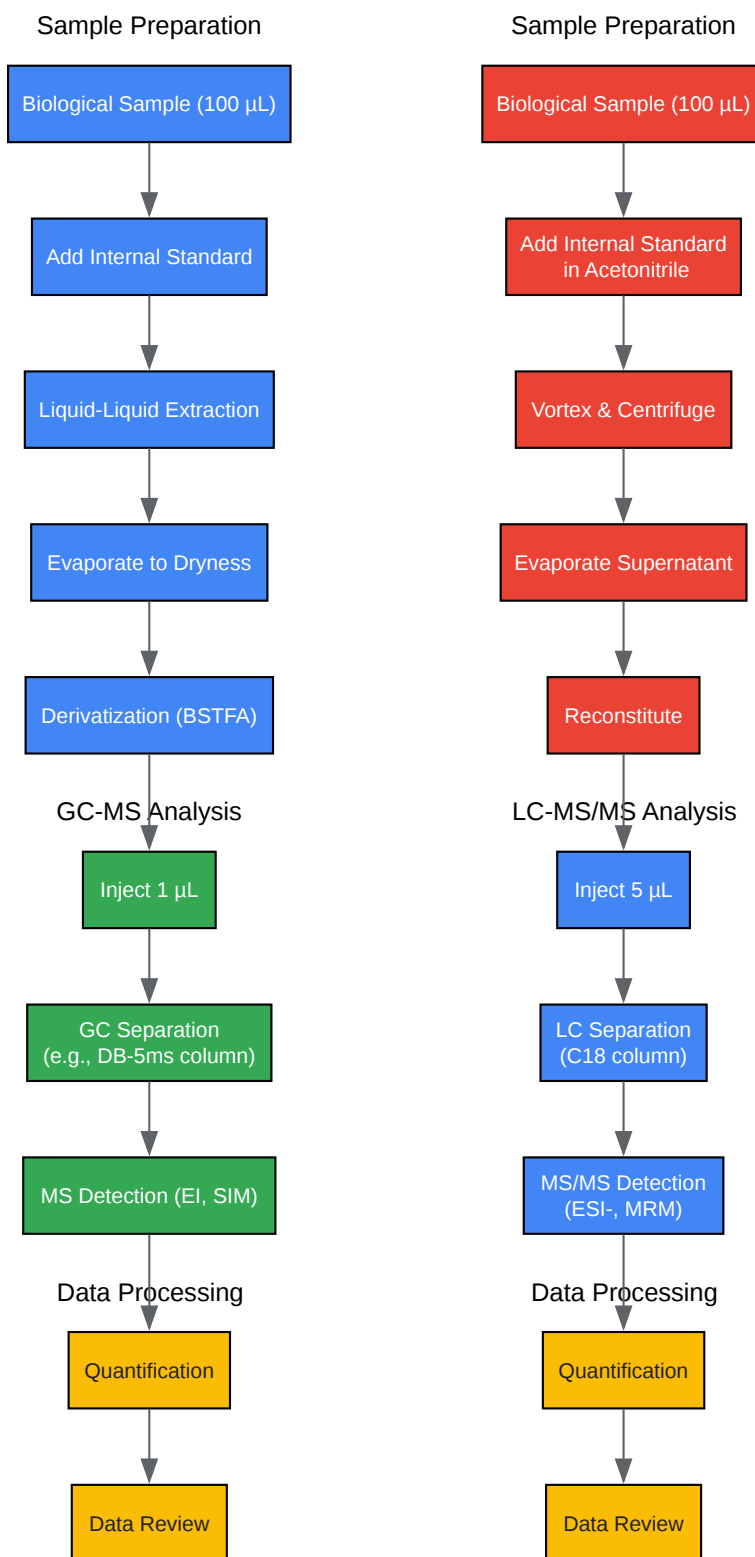 Sample Preparation
Biological Sample (100 µL)
Add Internal Standard
Liquid-Liquid Extraction
Evaporate to Dryness
Derivatization (BSTFA)
GC-MS Analysis
Inject 1 µL
GC Separation
(e.g., DB-5ms column)
MS Detection (EI, SIM)
Data Processing
Quantification
Data Review
Sample Preparation
Biological Sample (100 µL)
Add Internal Standard
in Acetonitrile
Vortex & Centrifuge
Evaporate Supernatant
Reconstitute
LC-MS/MS Analysis
Inject 5 µL
LC Separation
(C18 column)
MS/MS Detection
(ESI-, MRM)
Data Processing
Quantification
Data Review